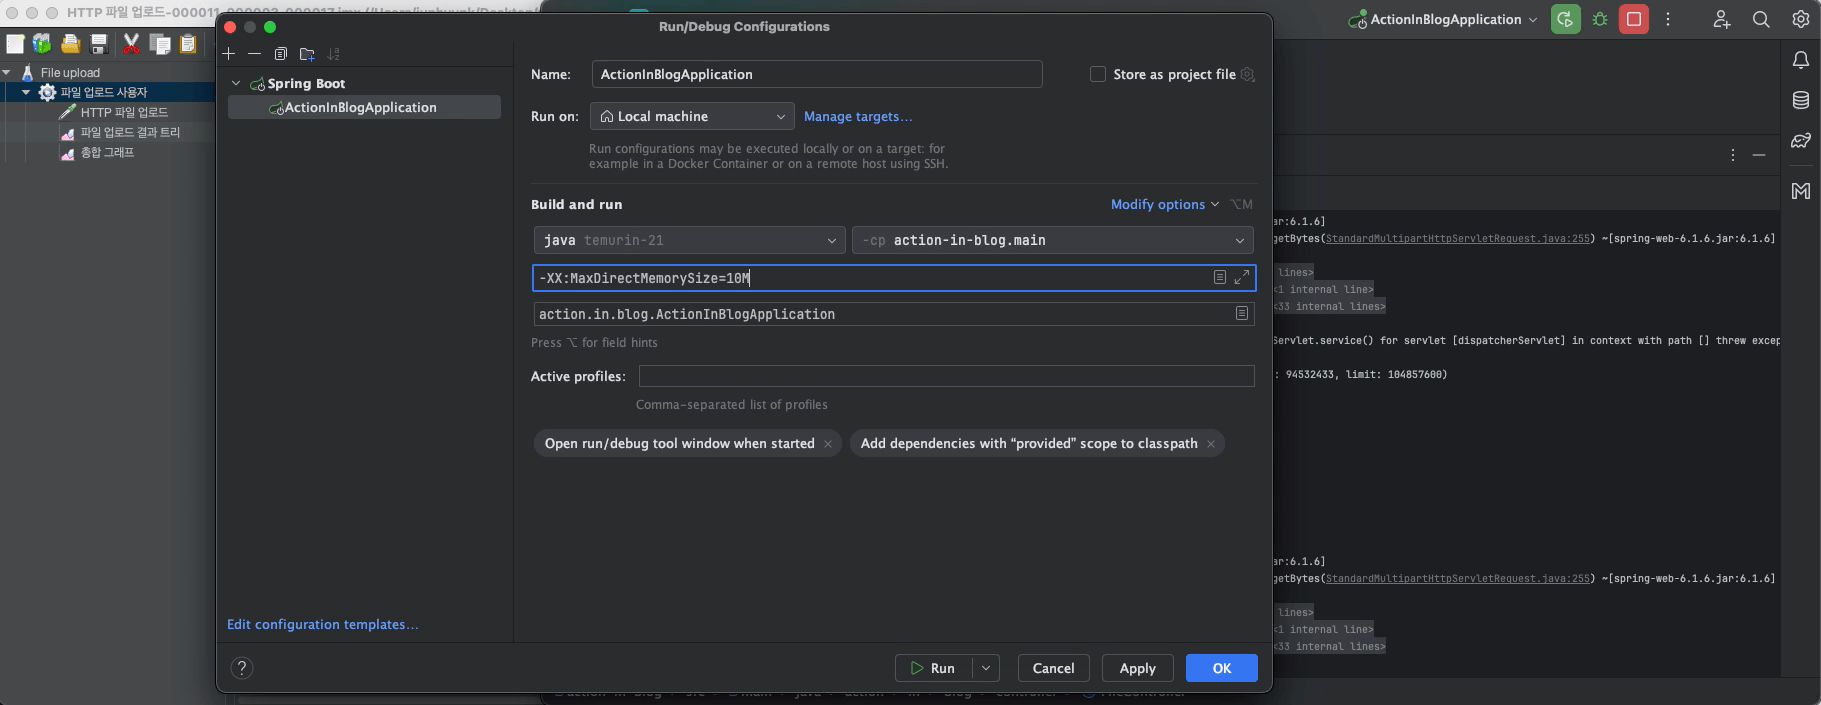 HTTP 파일 업로드-000011
Run/Debug Configurations
ActionInBlogApplication
File upload
파일 업로드 사용자
HTTP 파일 업로드
파일 업로드 결과 트리
총합 그래프
Spring Boot
ActionInBlogApplication
Edit configuration templates...
Name: ActionInBlogApplication
Store as project file
Run on: Local machine
Manage targets...
Run configurations may be executed locally or on a target: for
example in a Docker Container or on a remote host using SSH.
Build and run
Modify options ⌥M
java temurin-21
-cp action-in-blog.main
-XX:MaxDirectMemorySize=10M
action.in.blog.ActionInBlogApplication
Press ⌥ for field hints
Active profiles:
Comma-separated list of profiles
Open run/debug tool window when started ×
Add dependencies with “provided” scope to classpath ×
? Run Cancel Apply OK
ar:6.1.6]
getBytes(StandardMultipartHttpServletRequest.java:255) ~[spring-web-6.1.6.jar:6.1.6]
lines>
<1 internal line>
<33 internal lines>
Servlet.service() for servlet [dispatcherServlet] in context with path [] threw excep
: 94532433, limit: 104857600)
ar:6.1.6]
getBytes(StandardMultipartHttpServletRequest.java:255) ~[spring-web-6.1.6.jar:6.1.6]
lines>
<1 internal line>
<33 internal lines>